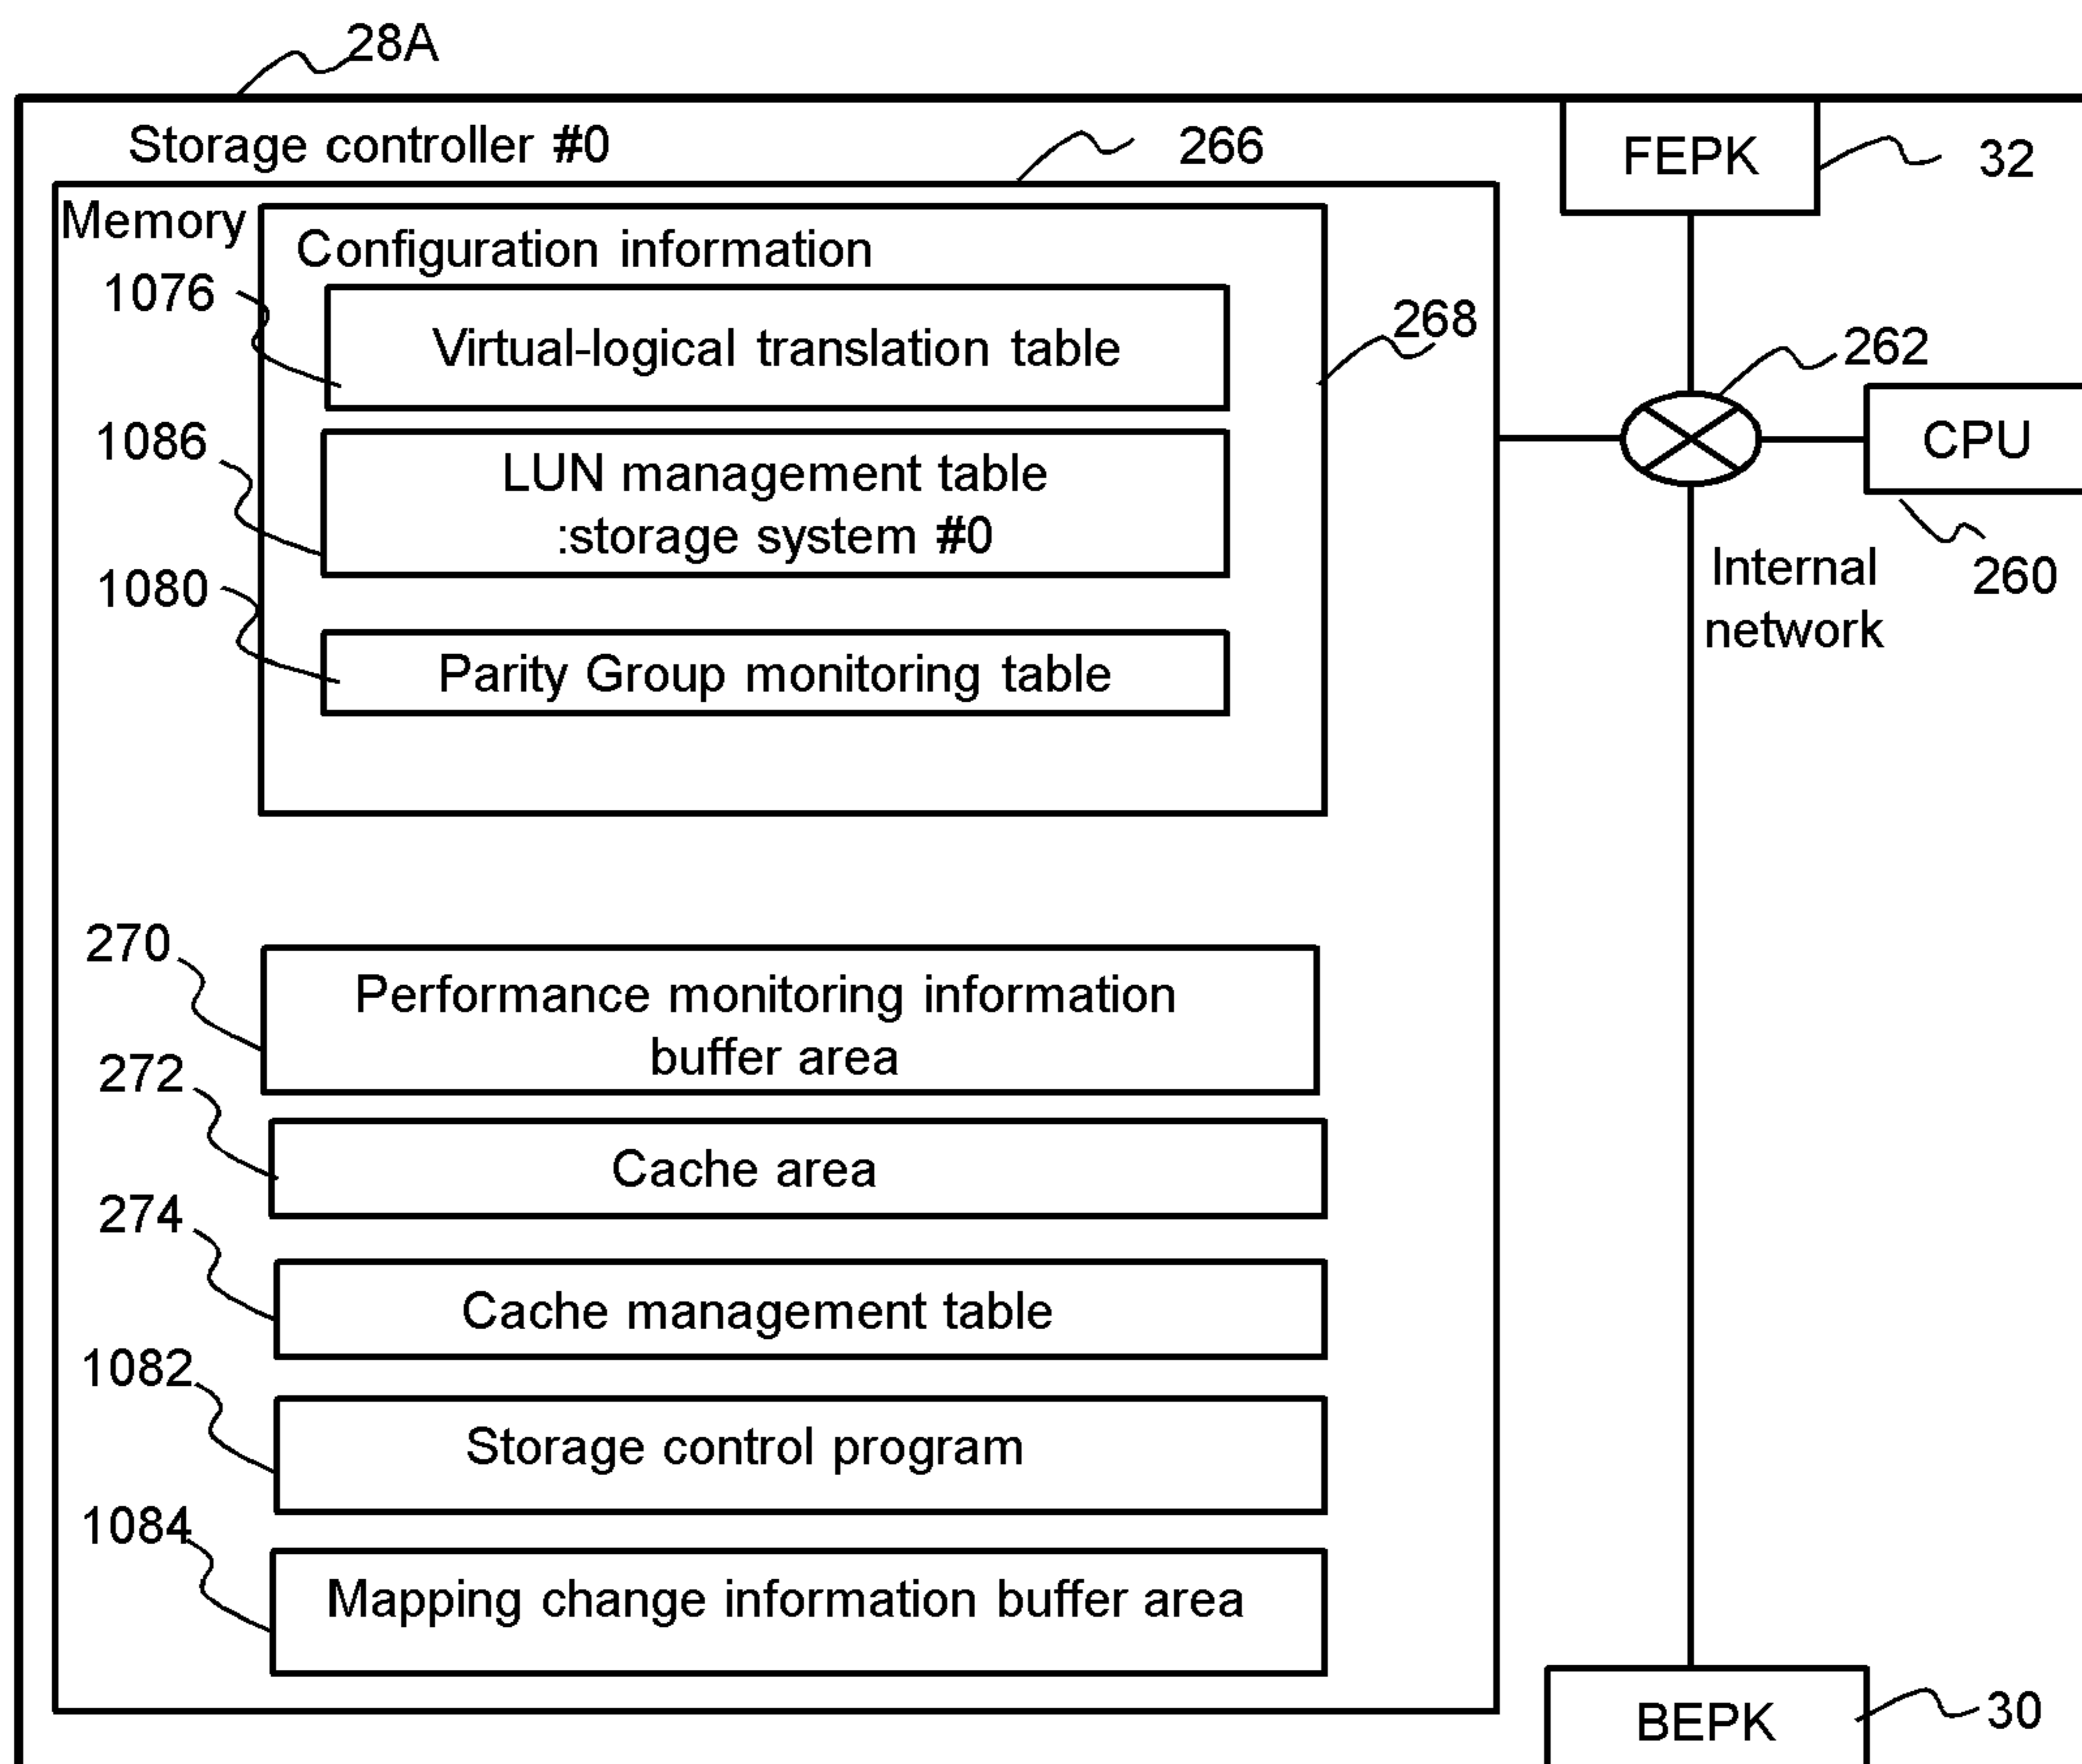 28A
Storage controller #0
266
FEPK
32
Memory
Configuration information
1076
Virtual-logical translation table
268
262
1086
LUN management table
:storage system #0
CPU
260
Internal
network
1080
Parity Group monitoring table
270
Performance monitoring information
buffer area
272
Cache area
274
Cache management table
1082
Storage control program
1084
Mapping change information buffer area
BEPK
30